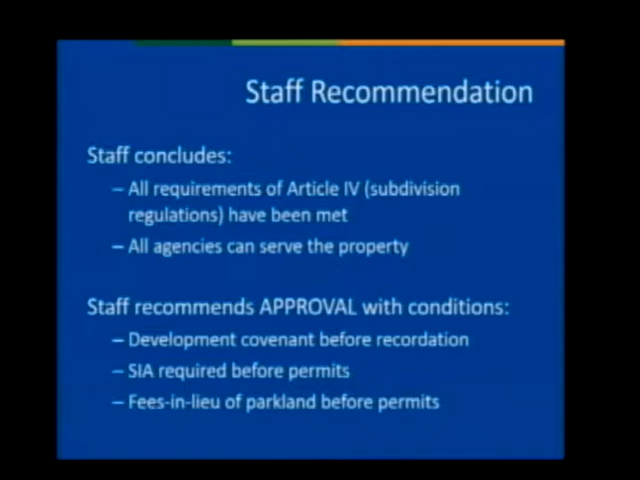 Staff Recommendation
Staff concludes:
– All requirements of Article IV (subdivision
regulations) have been met
– All agencies can serve the property
Staff recommends APPROVAL with conditions:
– Development covenant before recordation
– SIA required before permits
– Fees-in-lieu of parkland before permits